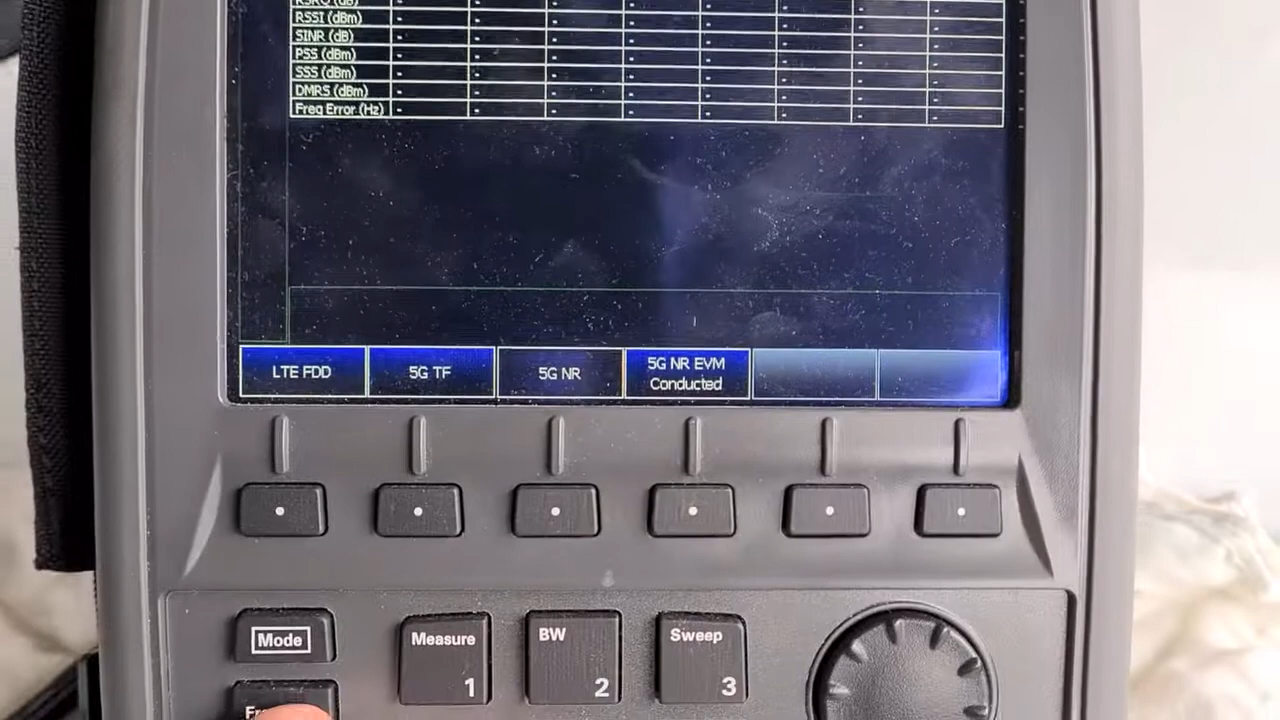 RSRQ (dB)
RSSI (dBm)
SINR (dB)
PSS (dBm)
SSS (dBm)
DMRS (dBm)
Freq Error (Hz)
LTE FDD
5G TF
5G NR
5G NR EVM
Conducted
Mode
Measure
1
BW
2
Sweep
3